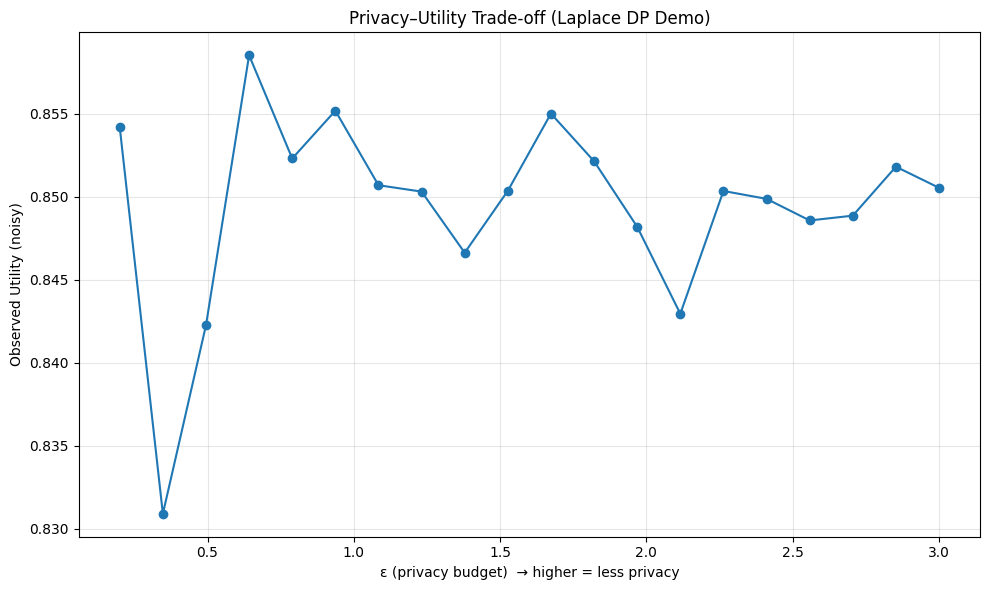 Privacy–Utility Trade-off (Laplace DP Demo)
Observed Utility (noisy)
0.855
0.850
0.845
0.840
0.835
0.830
0.5 1.0 1.5 2.0 2.5 3.0
ε (privacy budget) → higher = less privacy